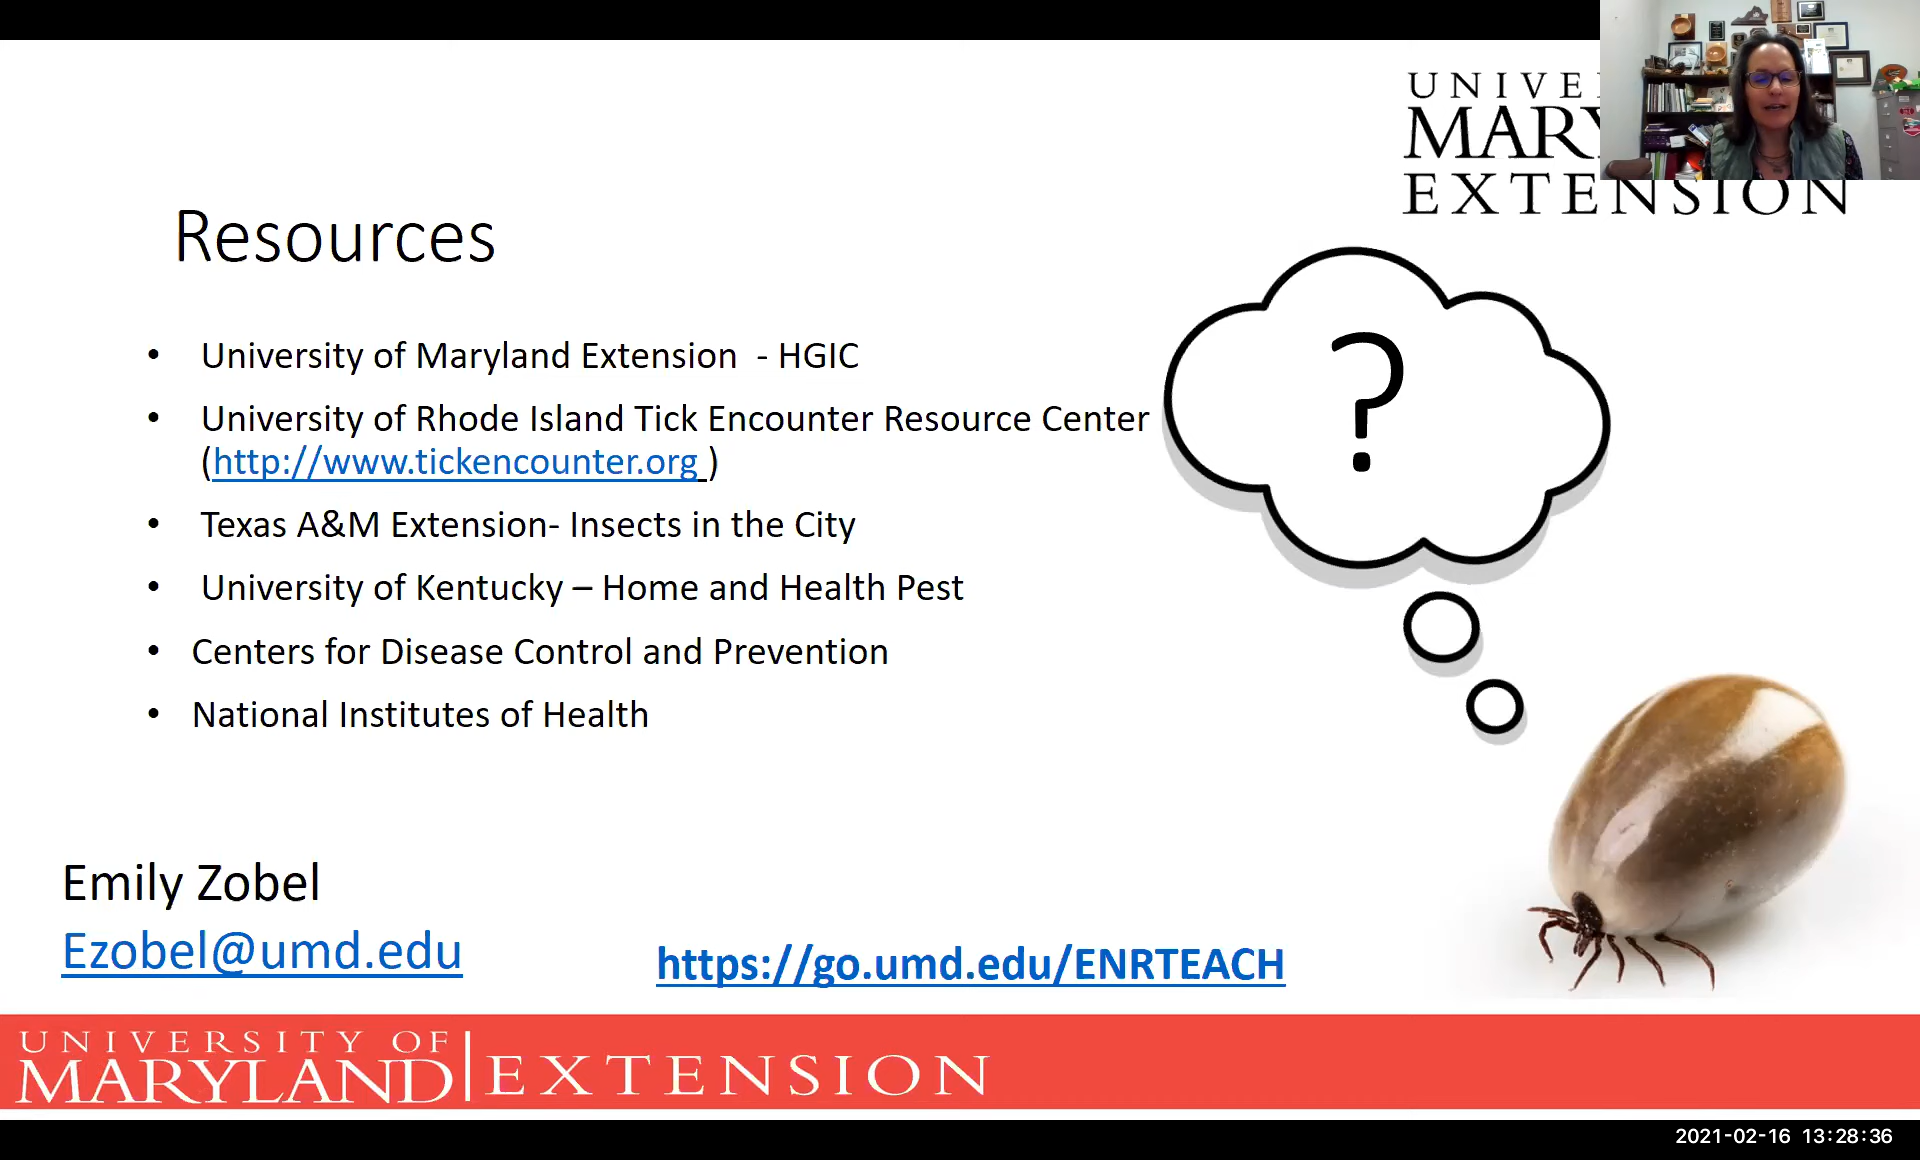 UNIVE
MARY
EXTENSION
Resources
?
• University of Maryland Extension - HGIC
• University of Rhode Island Tick Encounter Resource Center
(http://www.tickencounter.org )
• Texas A&M Extension- Insects in the City
• University of Kentucky – Home and Health Pest
• Centers for Disease Control and Prevention
• National Institutes of Health
Emily Zobel
Ezobel@umd.edu
https://go.umd.edu/ENRTEACH
UNIVERSITY OF
MARYLAND
EXTENSION
2021-02-16 13:28:36